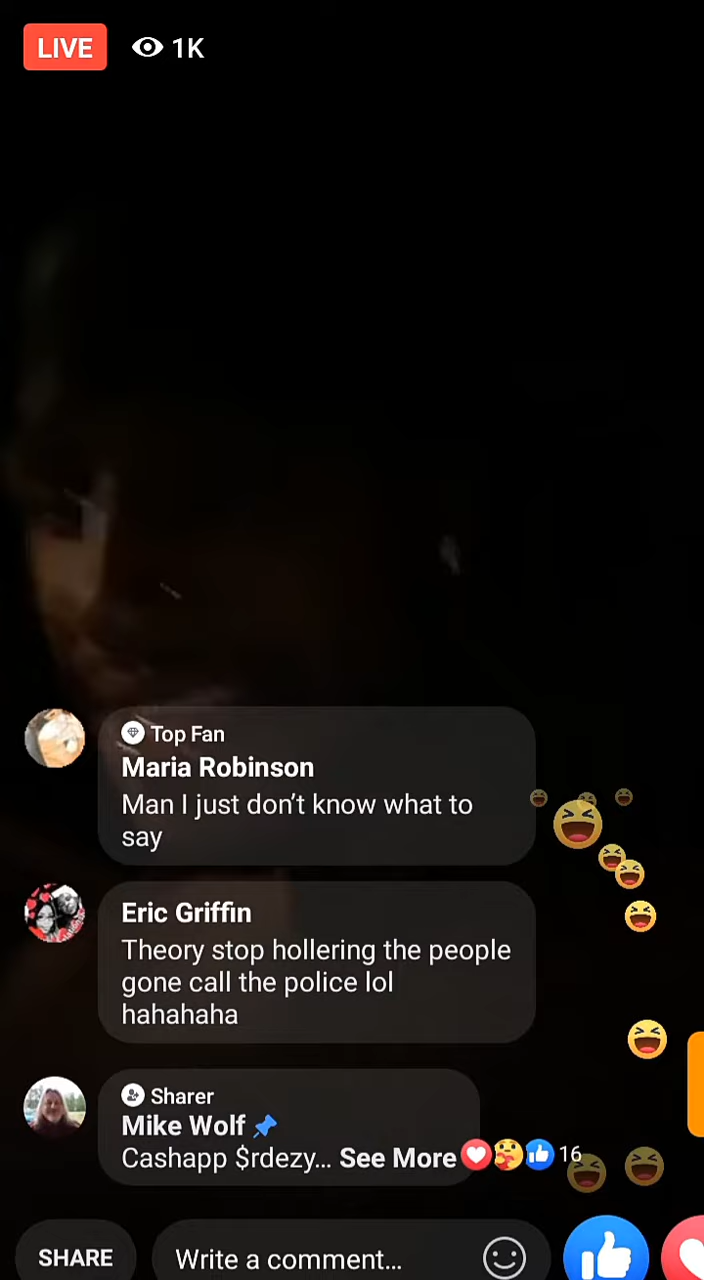 LIVE 1K
Top Fan
Maria Robinson
Man I just don’t know what to
say
Eric Griffin
Theory stop hollering the people
gone call the police lol
hahahaha
Sharer
Mike Wolf
Cashapp $rdezy... See More 16
SHARE Write a comment...